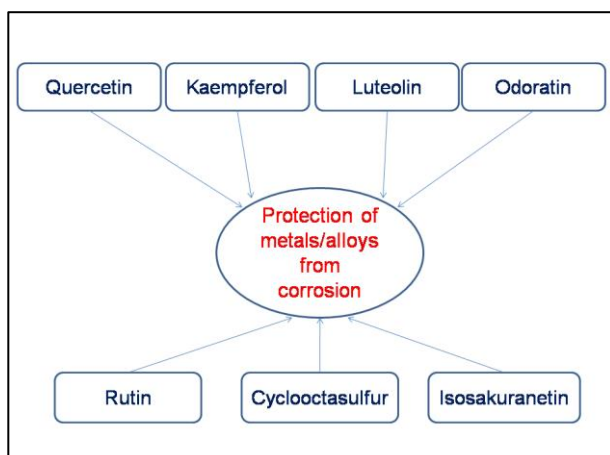 Quercetin
Kaempferol
Luteolin
Odoratin
Protection of
metals/alloys
from
corrosion
Rutin
Cyclooctasulfur
Isosakuranetin